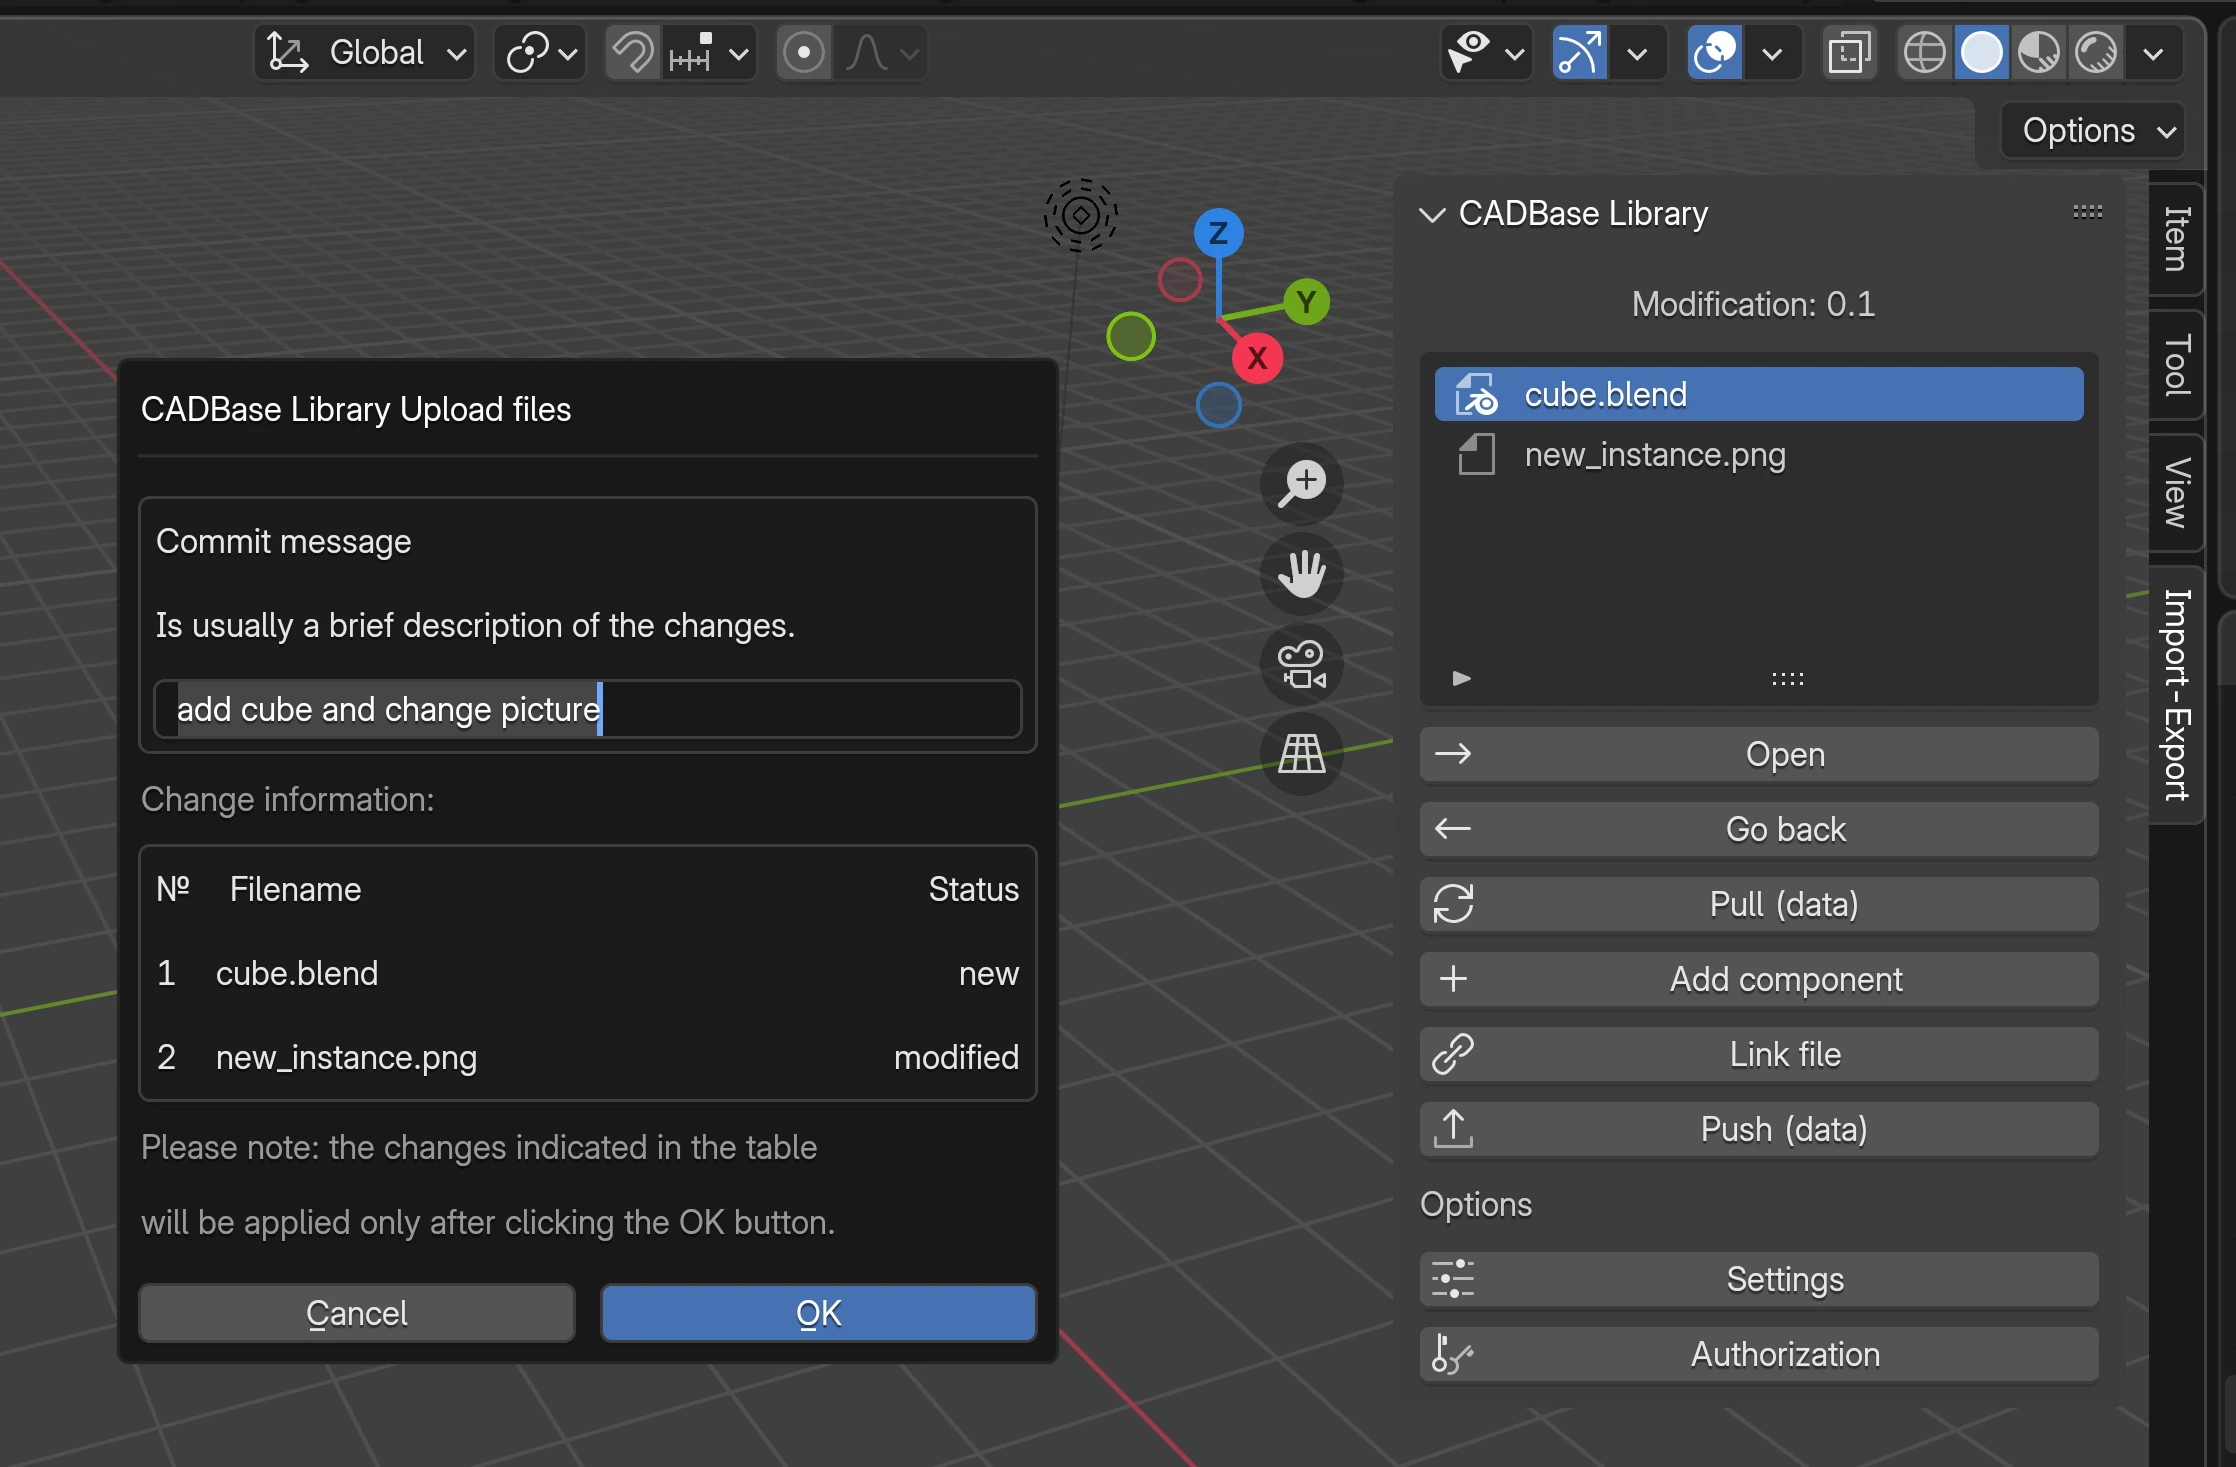 Global
Options
CADBase Library Upload files
Commit message
Is usually a brief description of the changes.
add cube and change picture
Change information:
№ Filename Status
1 cube.blend new
2 new_instance.png modified
Please note: the changes indicated in the table
will be applied only after clicking the OK button.
Cancel OK
Z
Y
X
CADBase Library
Modification: 0.1
cube.blend
new_instance.png
Open
Go back
Pull (data)
Add component
Link file
Push (data)
Options
Settings
Authorization
Item
Tool
View
Import-Export